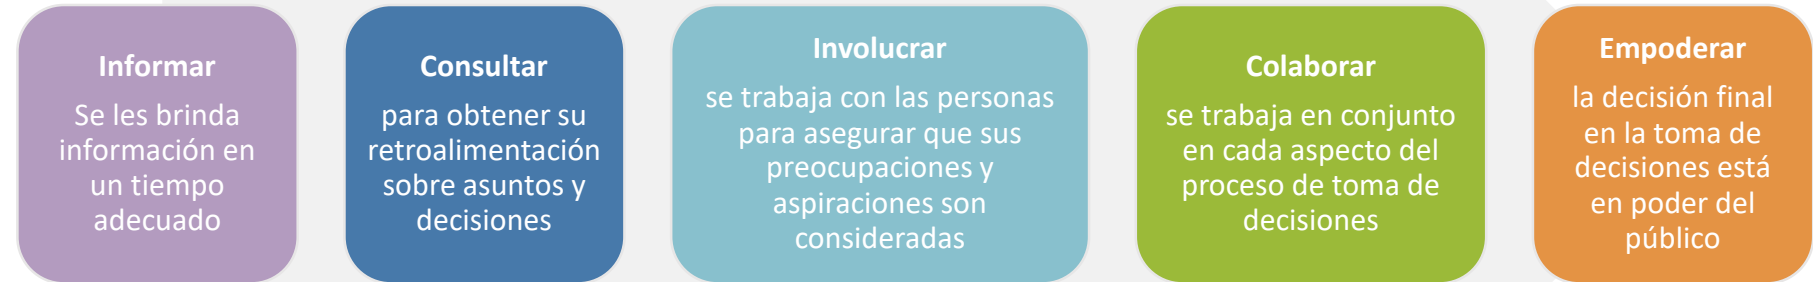 Informar
Se les brinda
información en
un tiempo
adecuado
Consultar
para obtener su
retroalimentación
sobre asuntos y
decisiones
Involucrar
se trabaja con las personas
para asegurar que sus
preocupaciones y
aspiraciones son
consideradas
Colaborar
se trabaja en conjunto
en cada aspecto del
proceso de toma de
decisiones
Empoderar
la decisión final
en la toma de
decisiones está
en poder del
público